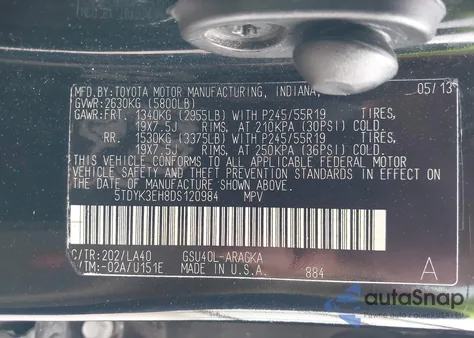 MFD.BY:TOYOTA MOTOR MANUFACTURING, INDIANA, 05/13
GVWR:2630KG (5800LB)
GAWR:FRT. 1340KG (2955LB) WITH P245/55R19 TIRES,
19X7.5J RIMS, AT 210KPA (30PSI) COLD.
RR. 1530KG (3375LB) WITH P245/55R19 TIRES,
19X7.5J RIMS, AT 250KPA (36PSI) COLD.
THIS VEHICLE CONFORMS TO ALL APPLICABLE FEDERAL MOTOR
VEHICLE SAFETY AND THEFT PREVENTION STANDARDS IN EFFECT
ON THE DATE OF MANUFACTURE SHOWN ABOVE.
5TDYK3EH8DS120984 MPV
C/TR:202/LA40 GSU40L-ARAGKA
A/TM:-02A/U151E MADE IN U.S.A. 884 A
autoSnap